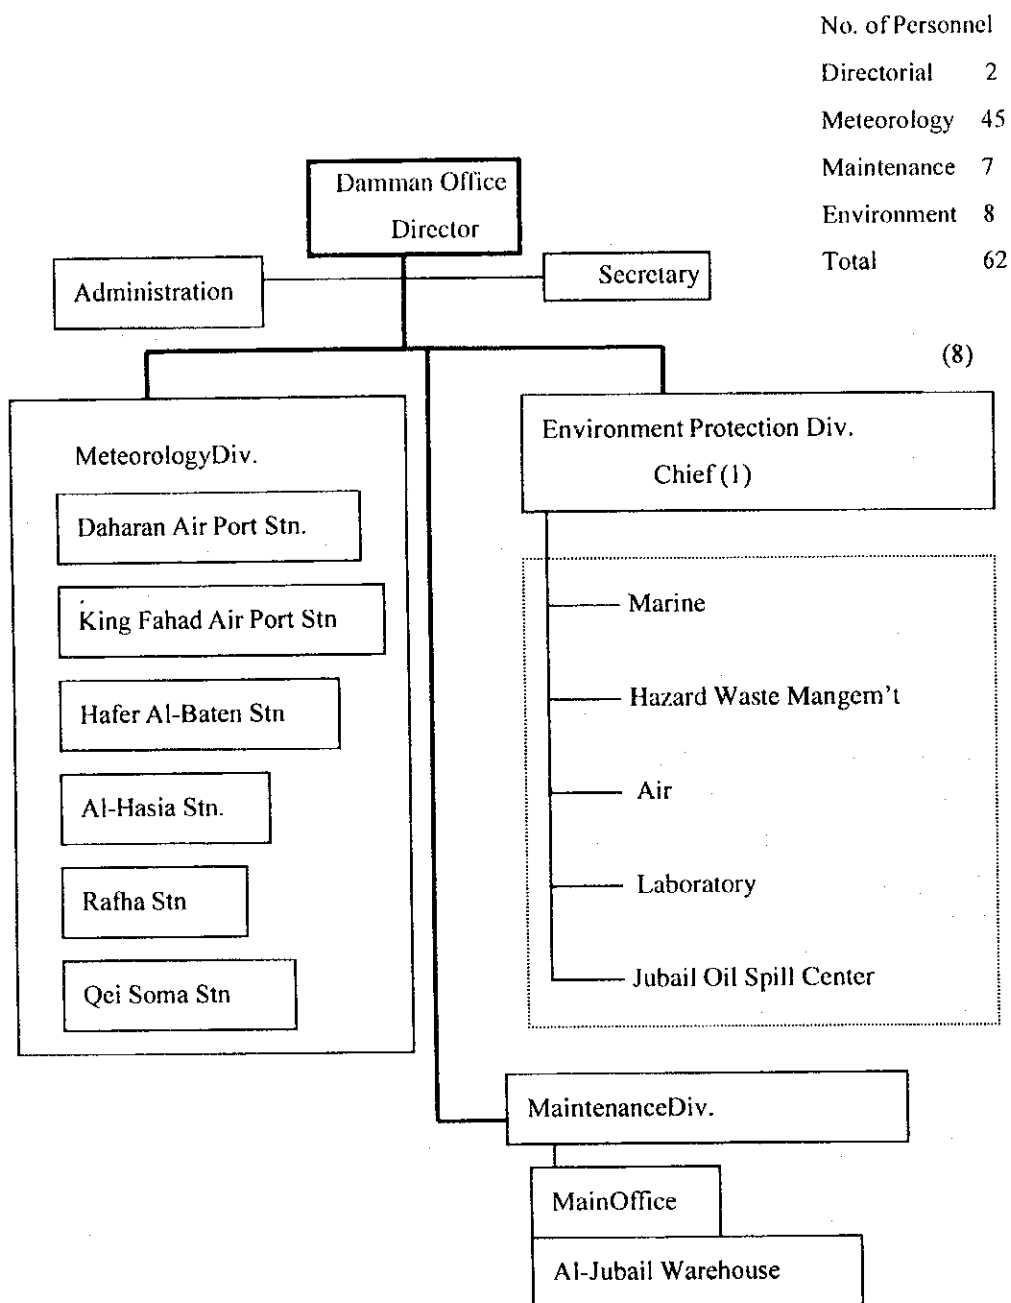 No. of Personnel
Directorial 2
Meteorology 45
Maintenance 7
Environment 8
Total 62
Damman Office
Director
Administration
Secretary
(8)
MeteorologyDiv.
Daharan Air Port Stn.
King Fahad Air Port Stn
Hafer Al-Baten Stn
Al-Hasia Stn.
Rafha Stn
Qei Soma Stn
Environment Protection Div.
Chief (1)
Marine
Hazard Waste Mangem't
Air
Laboratory
Jubail Oil Spill Center
MaintenanceDiv.
MainOffice
Al-Jubail Warehouse